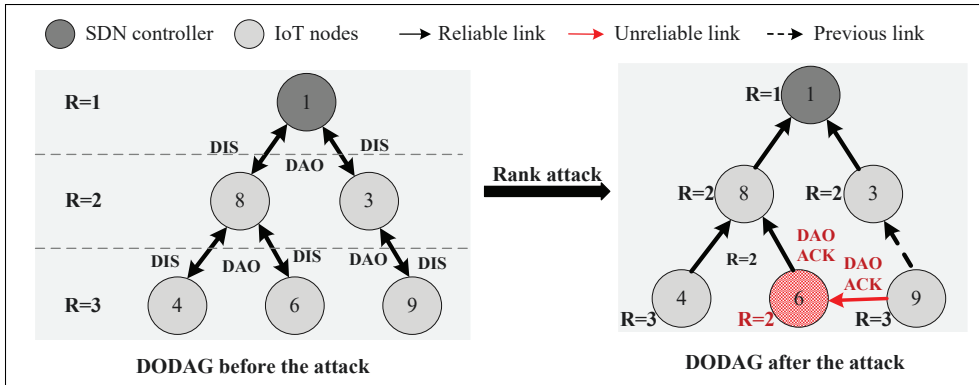 SDN controller IoT nodes Reliable link Unreliable link Previous link
R=1
1
DIS DAO DIS
R=2
8 3
DIS DAO DIS DAO DIS
R=3
4 6 9
DODAG before the attack
Rank attack
R=1 1
R=2 8 R=2 3
DAO
ACK
R=2
DAO
ACK
4 6 9
R=3 R=2 R=3
DODAG after the attack